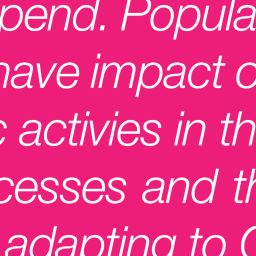 pend. Popula
have impact o
c activies in th
cesses and th
adapting to C